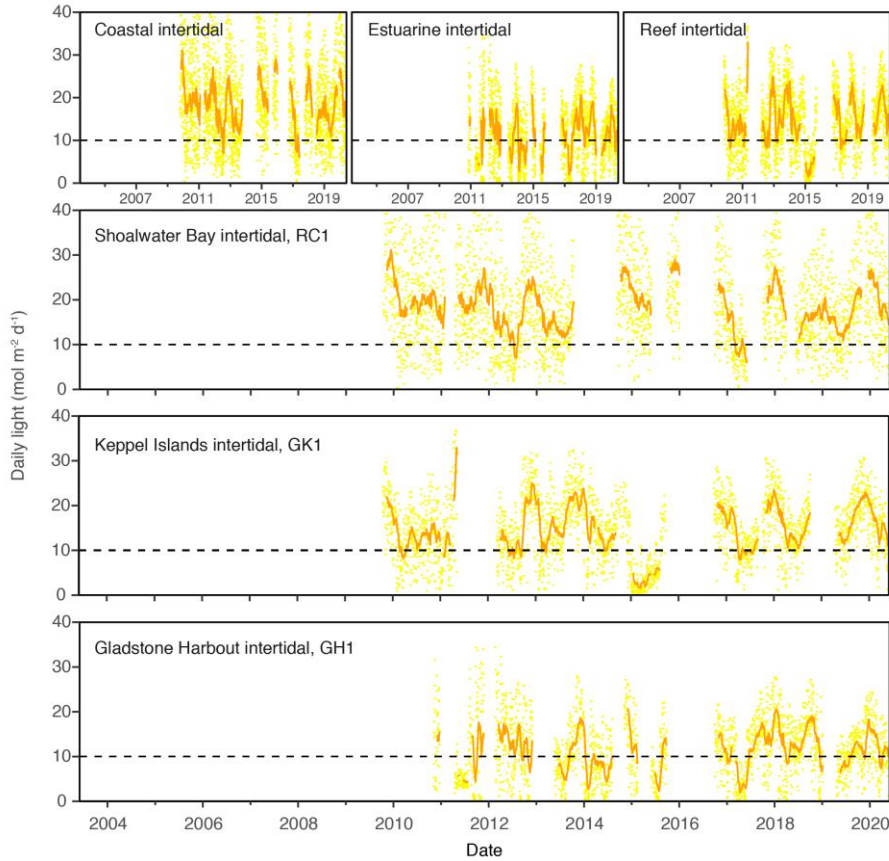 40 Coastal intertidal Estuarine intertidal Reef intertidal
30
20
10
0
2007 2011 2015 2019 2007 2011 2015 2019 2007 2011 2015 2019
Daily light (mol m⁻² d⁻¹)
40
Shoalwater Bay intertidal, RC1
30
20
10
0
40
Keppel Islands intertidal, GK1
30
20
10
0
40
Gladstone Harbout intertidal, GH1
30
20
10
0
2004 2006 2008 2010 2012 2014 2016 2018 2020
Date